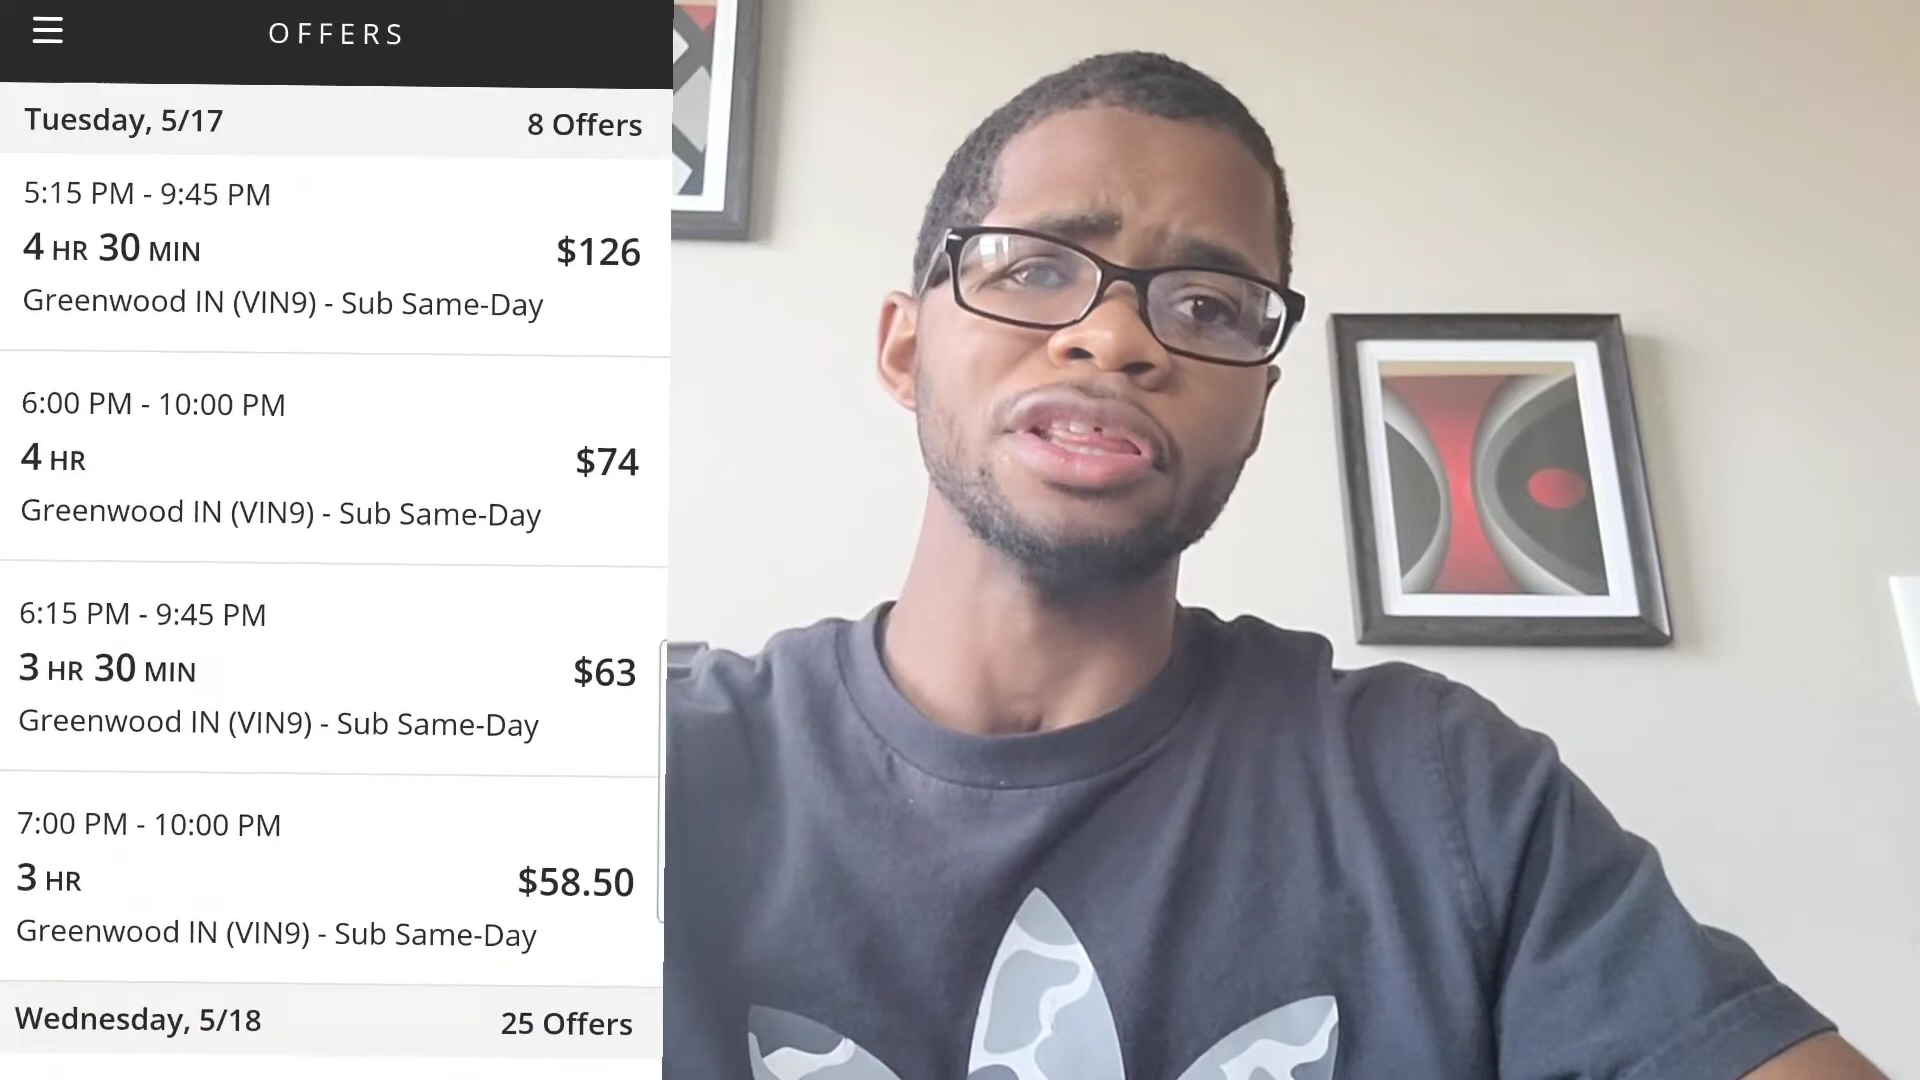 OFFERS
Tuesday, 5/17 8 Offers
5:15 PM - 9:45 PM
4 HR 30 MIN $126
Greenwood IN (VIN9) - Sub Same-Day
6:00 PM - 10:00 PM
4 HR $74
Greenwood IN (VIN9) - Sub Same-Day
6:15 PM - 9:45 PM
3 HR 30 MIN $63
Greenwood IN (VIN9) - Sub Same-Day
7:00 PM - 10:00 PM
3 HR $58.50
Greenwood IN (VIN9) - Sub Same-Day
Wednesday, 5/18 25 Offers